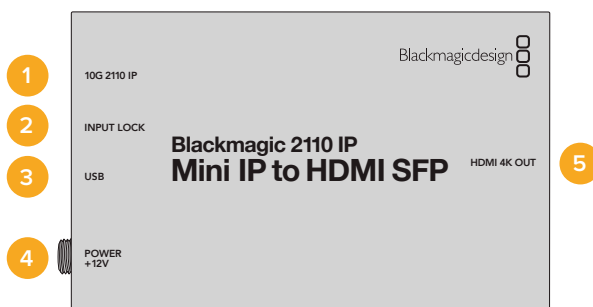 Blackmagicdesign
1
10G 2110 IP
2
INPUT LOCK
Blackmagic 2110 IP
Mini IP to HDMI SFP
HDMI 4K OUT
5
3
USB
4
POWER
+12V